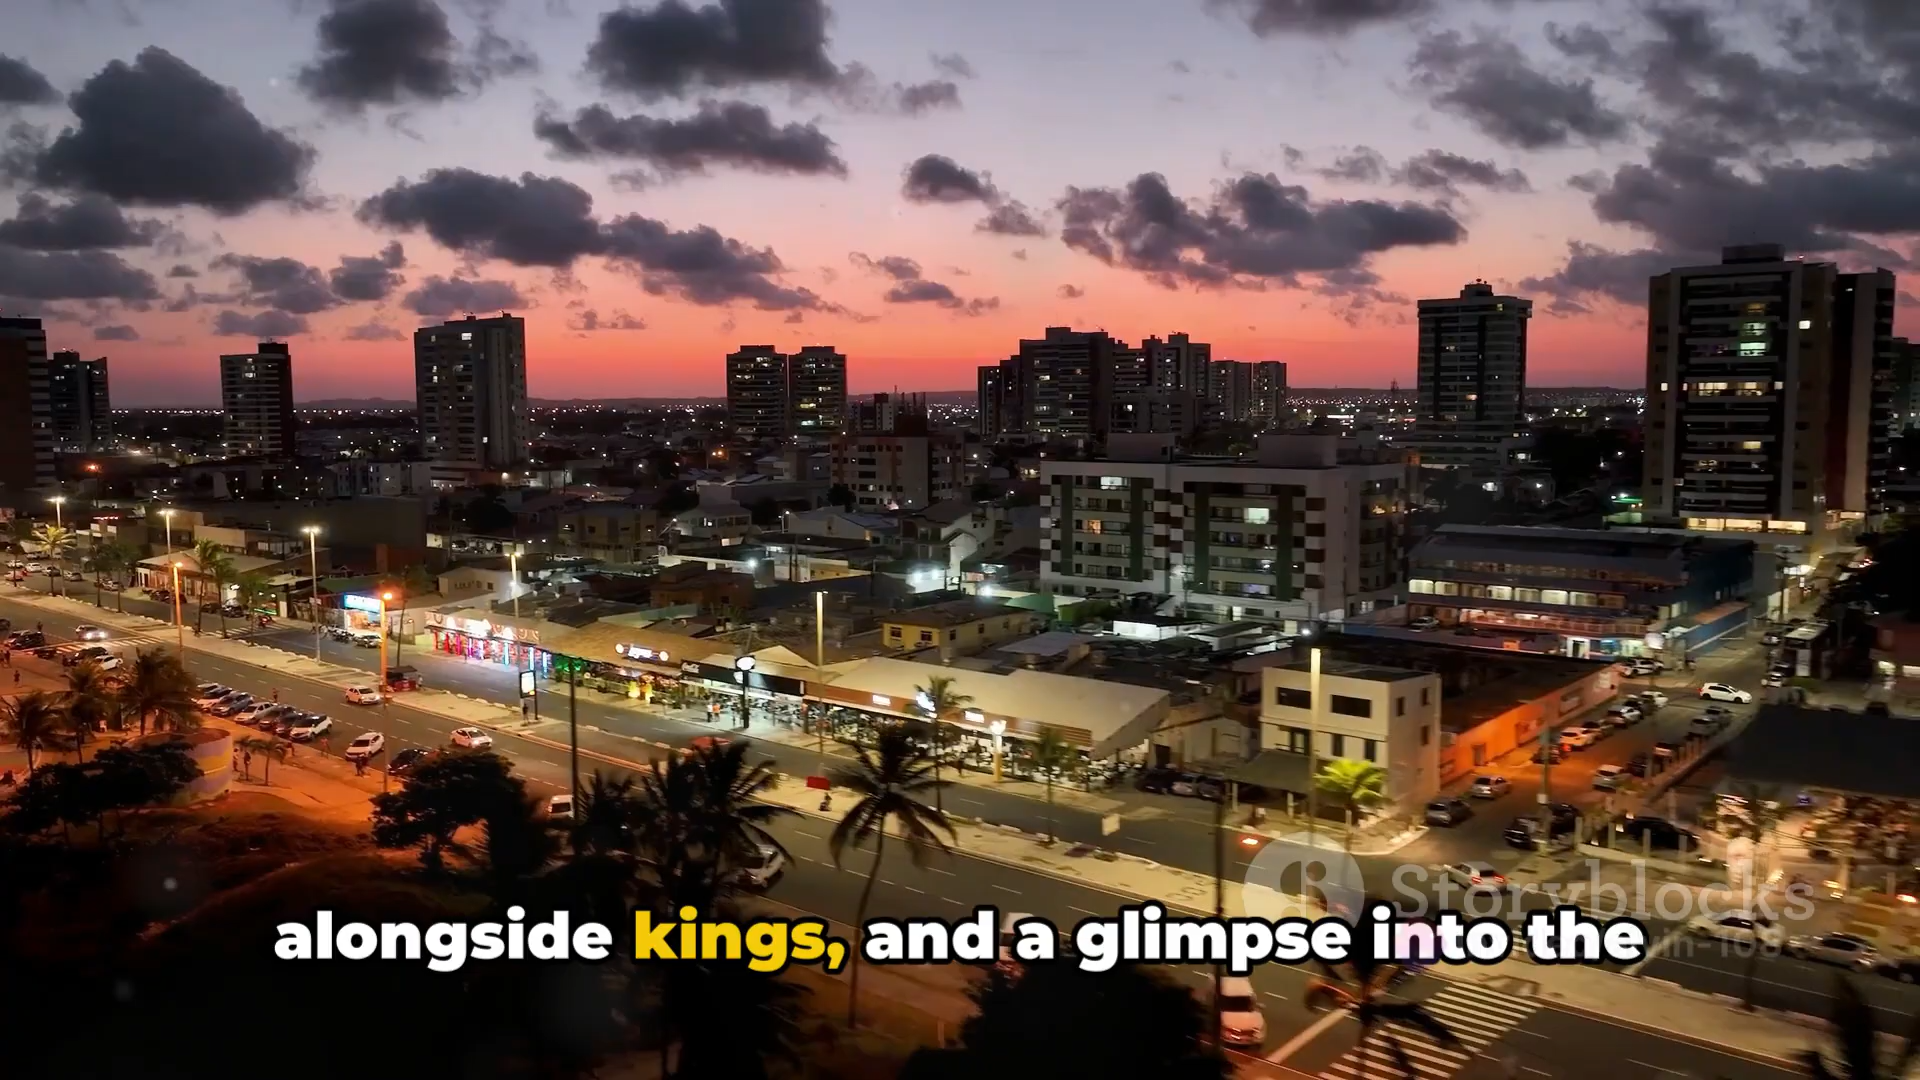 Storyblocks
alongside kings, and a glimpse into the